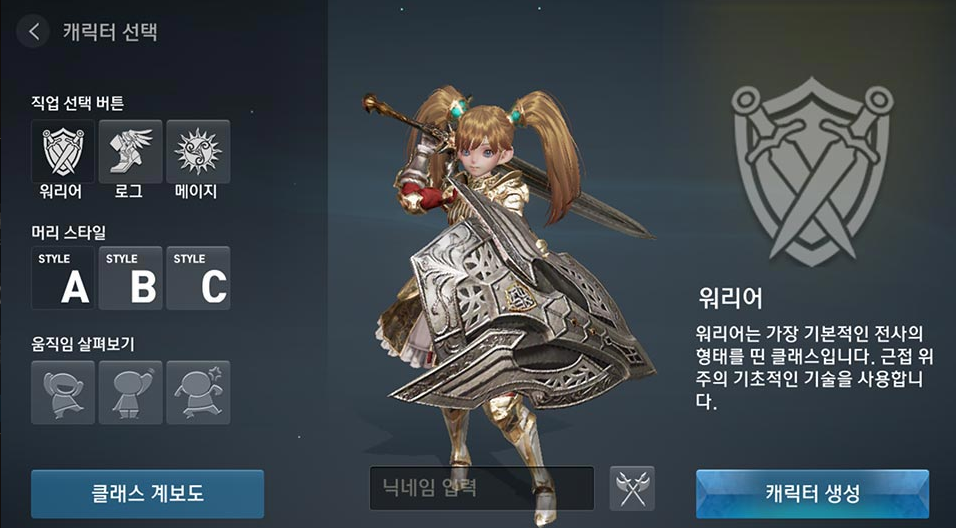 캐릭터 선택
직업 선택 버튼
워리어 로그 메이지
머리 스타일
STYLE A STYLE B STYLE C
움직임 살펴보기
클래스 계보도
닉네임 입력
워리어
워리어는 가장 기본적인 전사의
형태를 띤 클래스입니다. 근접 위
주의 기초적인 기술을 사용합니
다.
캐릭터 생성